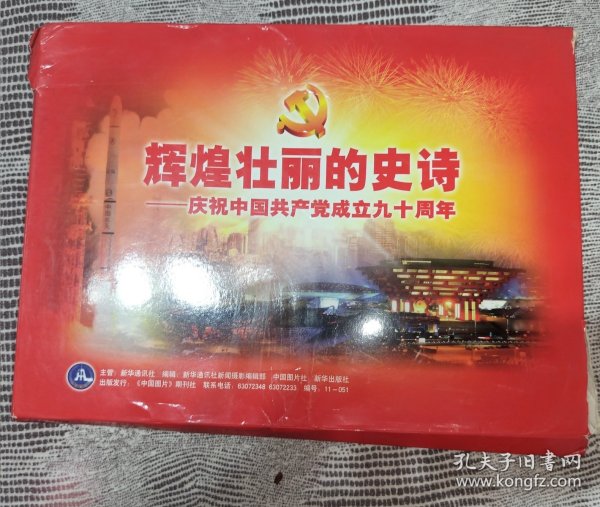 辉煌壮丽的史诗
——庆祝中国共产党成立九十周年
主管：新华通讯社 编辑：新华通讯社新闻摄影编辑部 中国图片社 新华出版社
出版发行：《中国图片》期刊社 联系电话：63072348 63072233 编号：11－051
孔夫子旧书网
www.kongfz.com